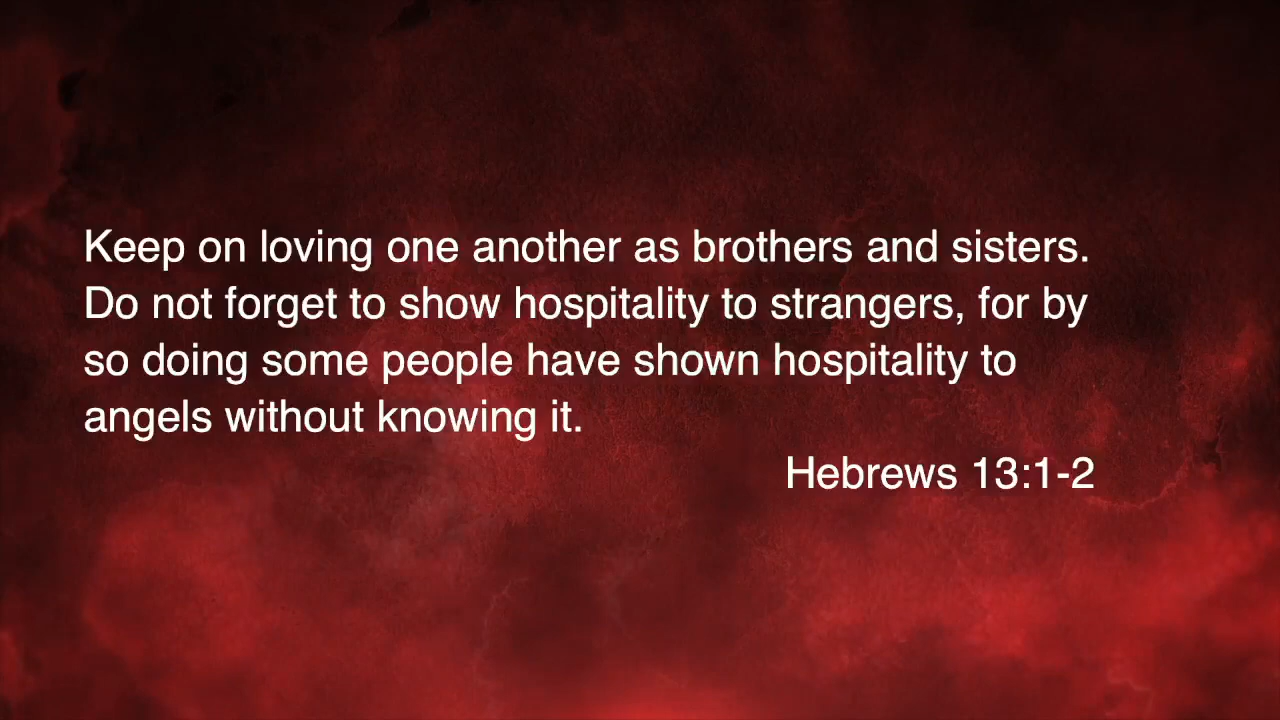 Keep on loving one another as brothers and sisters.
Do not forget to show hospitality to strangers, for by
so doing some people have shown hospitality to
angels without knowing it.
Hebrews 13:1-2